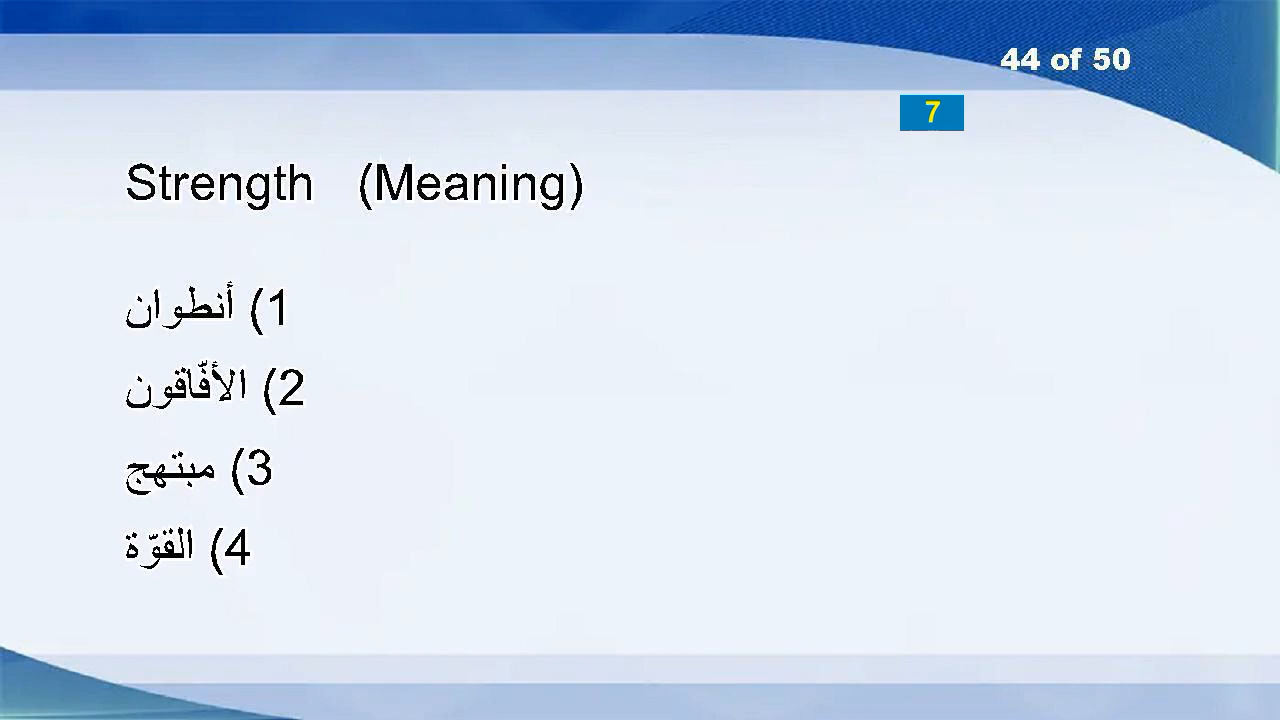 44 of 50
7
Strength (Meaning)
1) أنطوان
2) الأفّاقون
3) مبتهج
4) القوّة